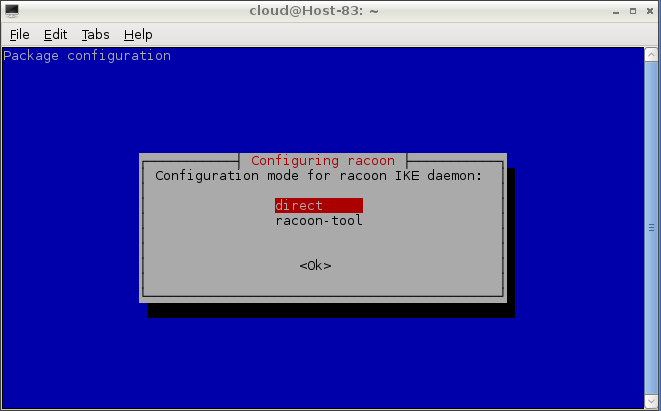 cloud@Host-83: ~
File Edit Tabs Help
Package configuration
Configuring racoon
Configuration mode for racoon IKE daemon:
direct
racoon-tool
<Ok>